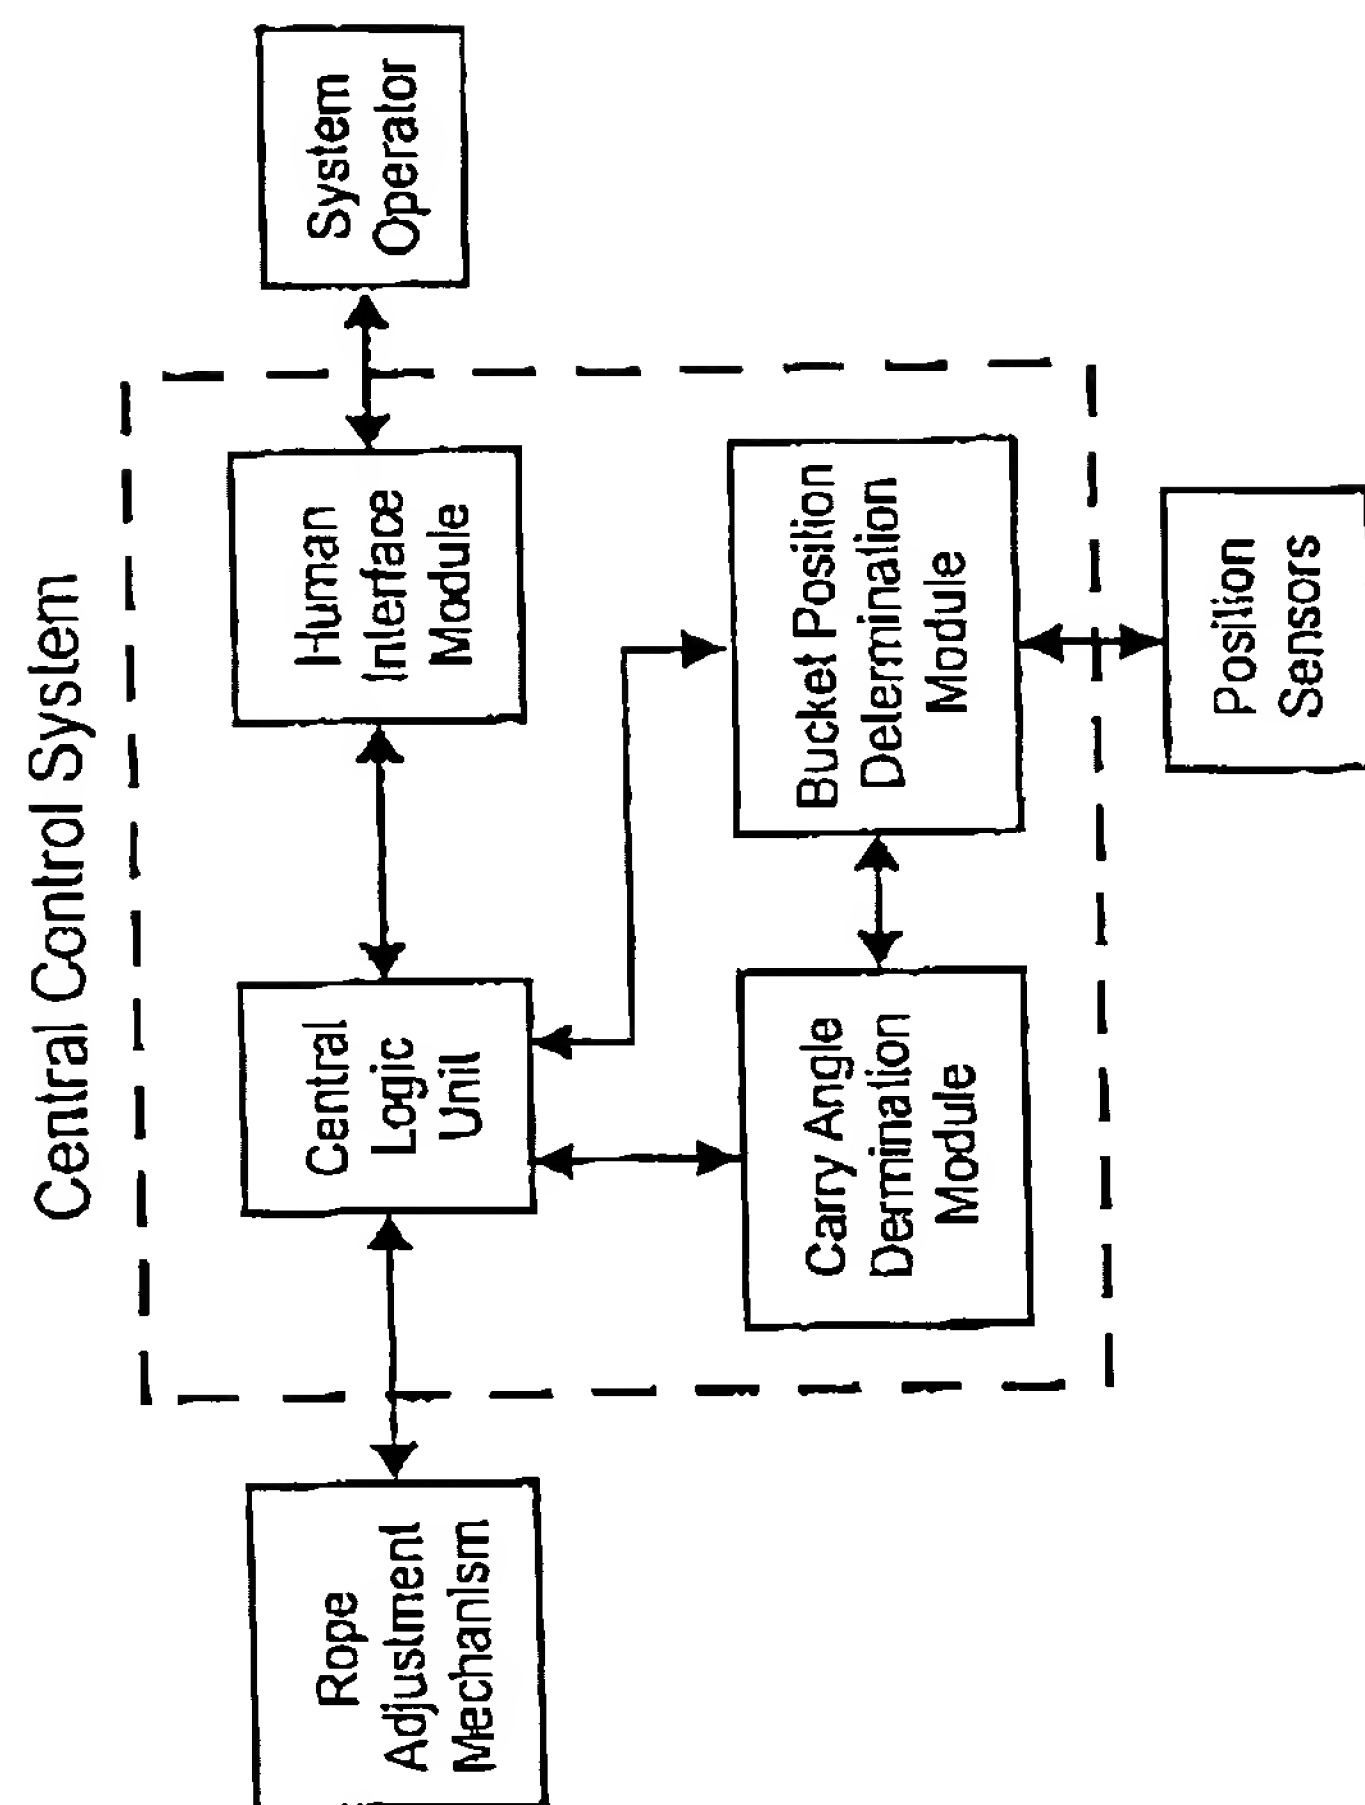 Central Control System
Rope
Adjustment
Mechanism
Central
Logic
Unit
Human
Interface
Module
System
Operator
Carry Angle
Dermination
Module
Bucket Position
Determination
Module
Position
Sensors